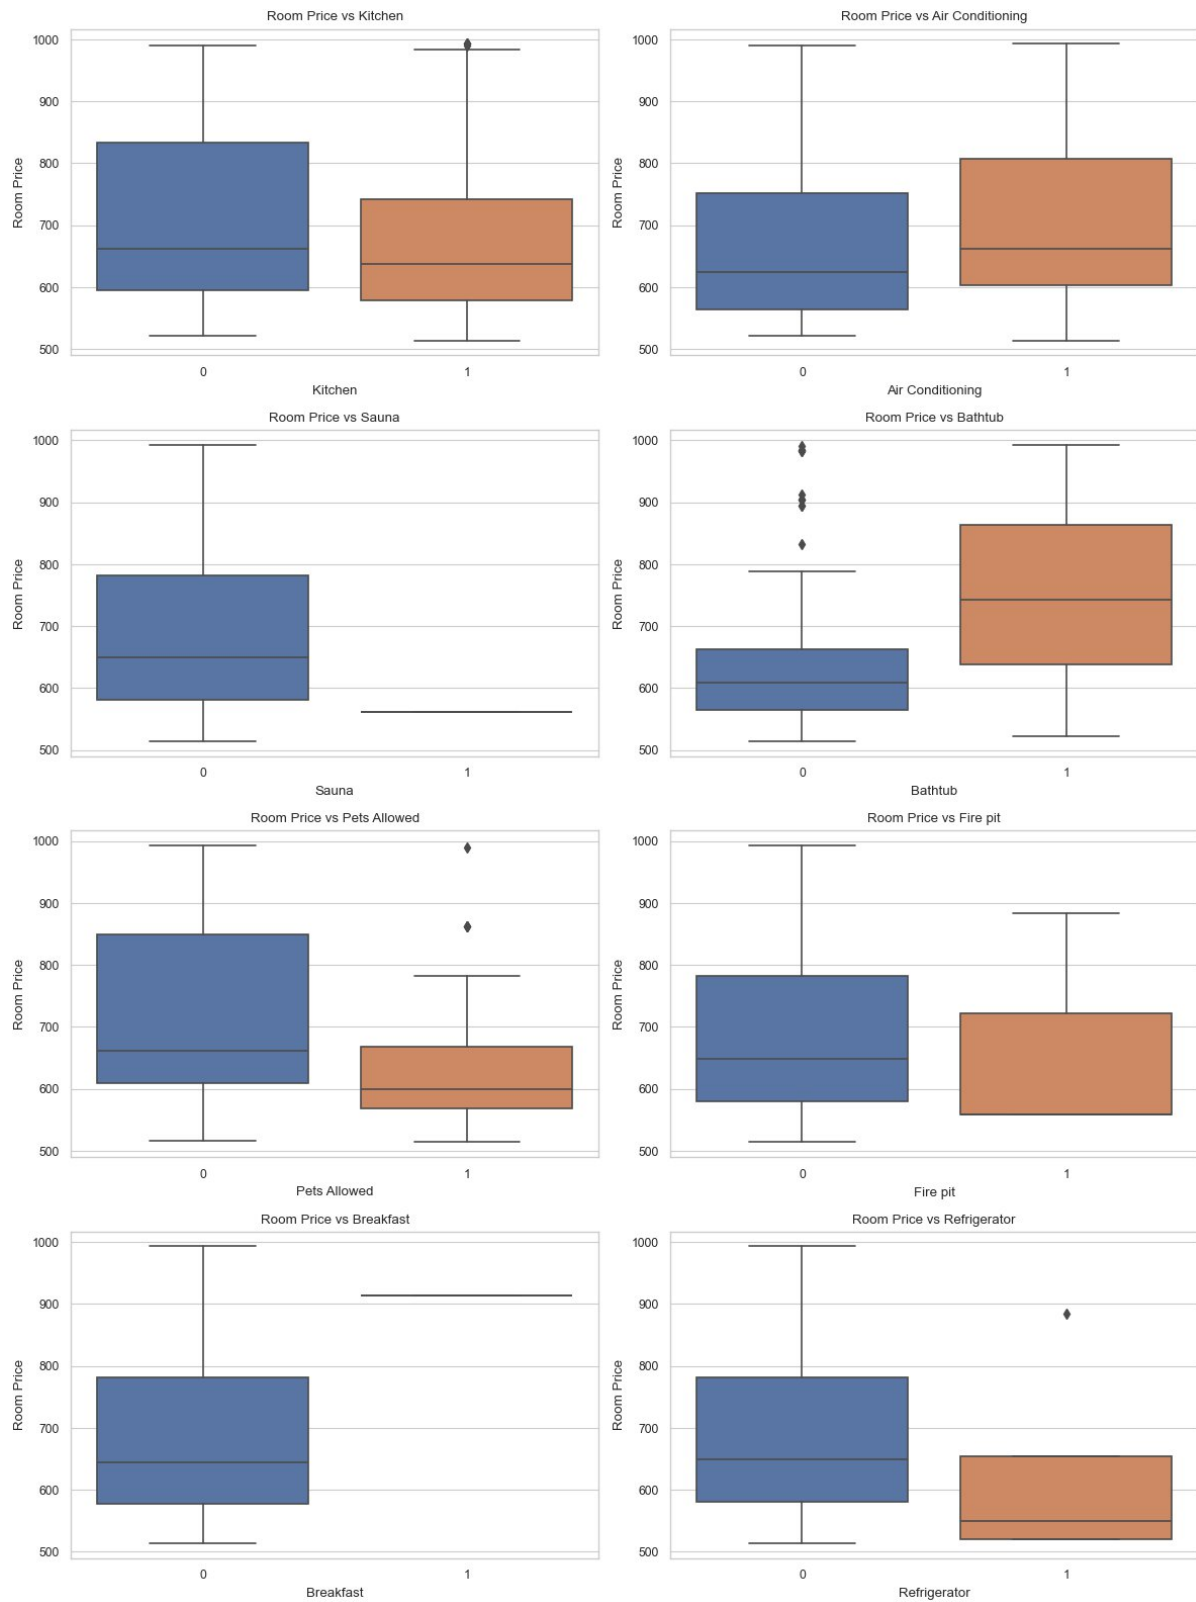 Room Price vs Kitchen
1000
900
800
700
600
500
Room Price
0
1
Kitchen
Room Price vs Air Conditioning
1000
900
800
700
600
500
Room Price
0
1
Air Conditioning
Room Price vs Sauna
1000
900
800
700
600
500
Room Price
0
1
Sauna
Room Price vs Bathtub
1000
900
800
700
600
500
Room Price
0
1
Bathtub
Room Price vs Pets Allowed
1000
900
800
700
600
500
Room Price
0
1
Pets Allowed
Room Price vs Fire pit
1000
900
800
700
600
500
Room Price
0
1
Fire pit
Room Price vs Breakfast
1000
900
800
700
600
500
Room Price
0
1
Breakfast
Room Price vs Refrigerator
1000
900
800
700
600
500
Room Price
0
1
Refrigerator